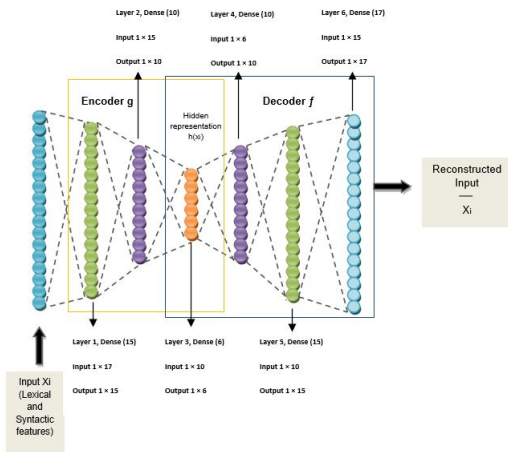 Layer 2, Dense (10)
Input 1 × 15
Output 1 × 10
Layer 4, Dense (10)
Input 1 × 6
Output 1 × 10
Layer 6, Dense (17)
Input 1 × 15
Output 1 × 17
Encoder g
Hidden
representation
h(xi)
Decoder ƒ
Reconstructed
Input
Xi
Layer 1, Dense (15)
Input 1 × 17
Output 1 × 15
Layer 3, Dense (6)
Input 1 × 10
Output 1 × 6
Layer 5, Dense (15)
Input 1 × 10
Output 1 × 15
Input Xi
(Lexical
and
Syntactic
features)